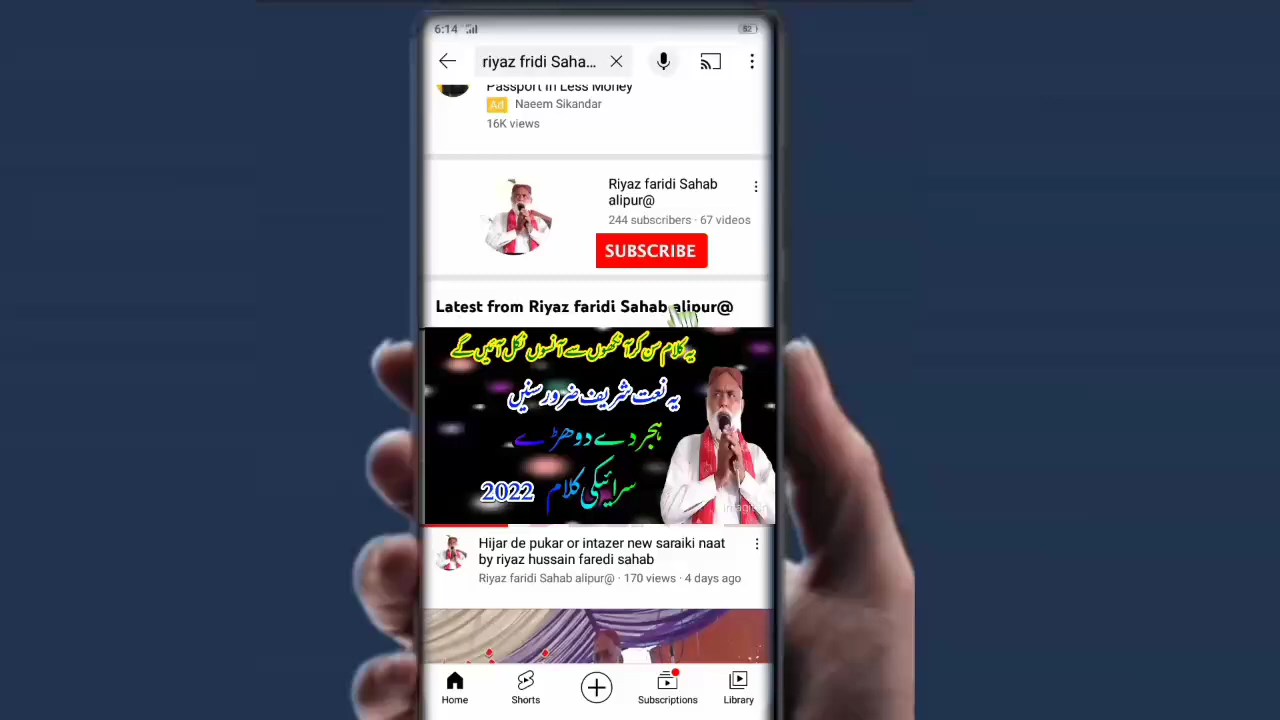 6:14
52
riyaz fridi Saha...
Passport In Less Money
Ad Naeem Sikandar
16K views
Riyaz faridi Sahab
alipur@
244 subscribers · 67 videos
SUBSCRIBE
Latest from Riyaz faridi Sahab alipur@
یہ کلام سن کر آنکھوں سے آنسوں نکل آئیں گے
یہ نعت شریف ضرور سنیں
ہجر دے دوھڑے
سرائیکی کلام 2022
Hijar de pukar or intazer new saraiki naat
by riyaz hussain faredi sahab
Riyaz faridi Sahab alipur@ · 170 views · 4 days ago
Home
Shorts
Subscriptions
Library